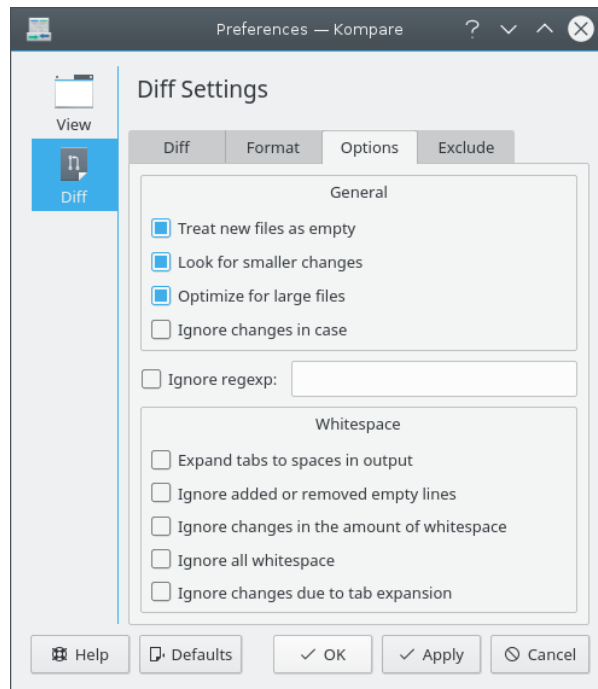 Preferences — Kompare
View
Diff
Diff Settings
Diff
Format
Options
Exclude
General
Treat new files as empty
Look for smaller changes
Optimize for large files
Ignore changes in case
Ignore regexp:
Whitespace
Expand tabs to spaces in output
Ignore added or removed empty lines
Ignore changes in the amount of whitespace
Ignore all whitespace
Ignore changes due to tab expansion
Help
Defaults
OK
Apply
Cancel